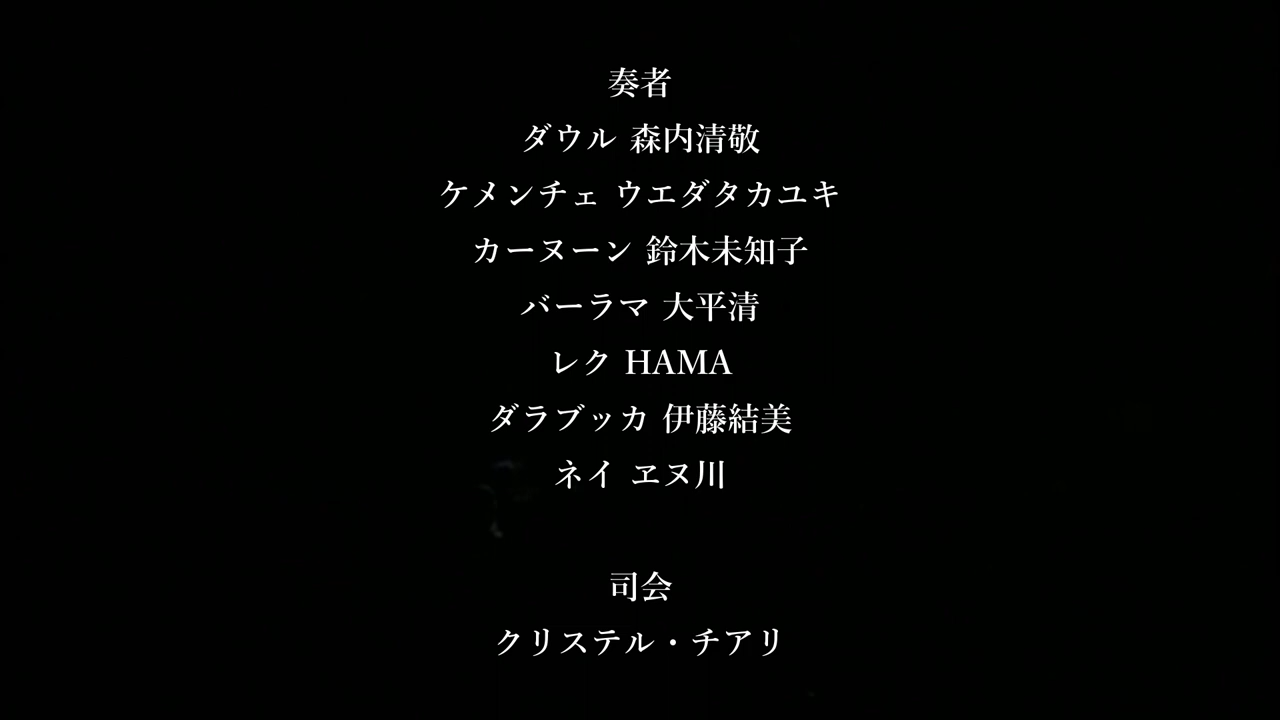 奏者
ダウル 森内清敬
ケメンチェ ウエダタカユキ
カーヌーン 鈴木未知子
バーラマ 大平清
レク HAMA
ダラブッカ 伊藤結美
ネイ ヱヌ川
司会
クリステル・チアリ